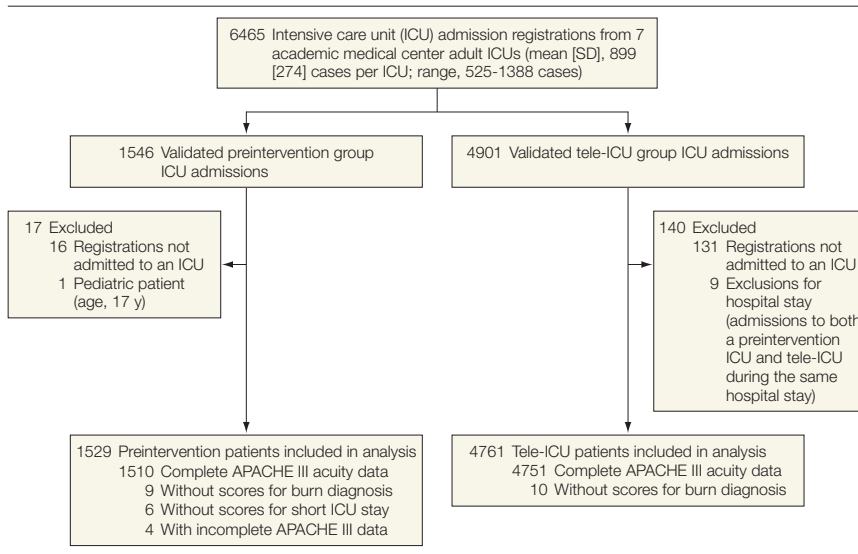 6465 Intensive care unit (ICU) admission registrations from 7
academic medical center adult ICUs (mean [SD], 899
[274] cases per ICU; range, 525-1388 cases)
1546 Validated preintervention group
ICU admissions
4901 Validated tele-ICU group ICU admissions
17 Excluded
16 Registrations not
admitted to an ICU
1 Pediatric patient
(age, 17 y)
140 Excluded
131 Registrations not
admitted to an ICU
9 Exclusions for
hospital stay
(admissions to both
a preintervention
ICU and tele-ICU
during the same
hospital stay)
1529 Preintervention patients included in analysis
1510 Complete APACHE III acuity data
9 Without scores for burn diagnosis
6 Without scores for short ICU stay
4 With incomplete APACHE III data
4761 Tele-ICU patients included in analysis
4751 Complete APACHE III acuity data
10 Without scores for burn diagnosis